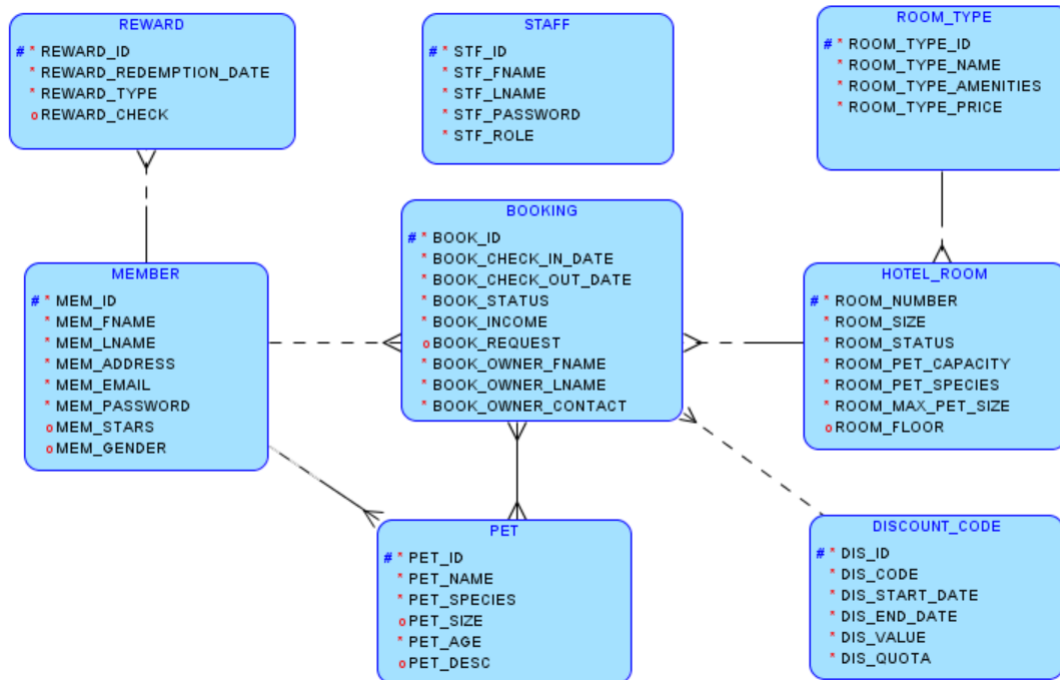 REWARD
# * REWARD_ID
* REWARD_REDEMPTION_DATE
* REWARD_TYPE
o REWARD_CHECK
STAFF
# * STF_ID
* STF_FNAME
* STF_LNAME
* STF_PASSWORD
* STF_ROLE
ROOM_TYPE
# * ROOM_TYPE_ID
* ROOM_TYPE_NAME
* ROOM_TYPE_AMENITIES
* ROOM_TYPE_PRICE
MEMBER
# * MEM_ID
* MEM_FNAME
* MEM_LNAME
* MEM_ADDRESS
* MEM_EMAIL
* MEM_PASSWORD
o MEM_STARS
o MEM_GENDER
BOOKING
# * BOOK_ID
* BOOK_CHECK_IN_DATE
* BOOK_CHECK_OUT_DATE
* BOOK_STATUS
* BOOK_INCOME
o BOOK_REQUEST
* BOOK_OWNER_FNAME
* BOOK_OWNER_LNAME
* BOOK_OWNER_CONTACT
HOTEL_ROOM
# * ROOM_NUMBER
* ROOM_SIZE
* ROOM_STATUS
* ROOM_PET_CAPACITY
* ROOM_PET_SPECIES
* ROOM_MAX_PET_SIZE
o ROOM_FLOOR
PET
# * PET_ID
* PET_NAME
* PET_SPECIES
o PET_SIZE
* PET_AGE
o PET_DESC
DISCOUNT_CODE
# * DIS_ID
* DIS_CODE
* DIS_START_DATE
* DIS_END_DATE
* DIS_VALUE
* DIS_QUOTA